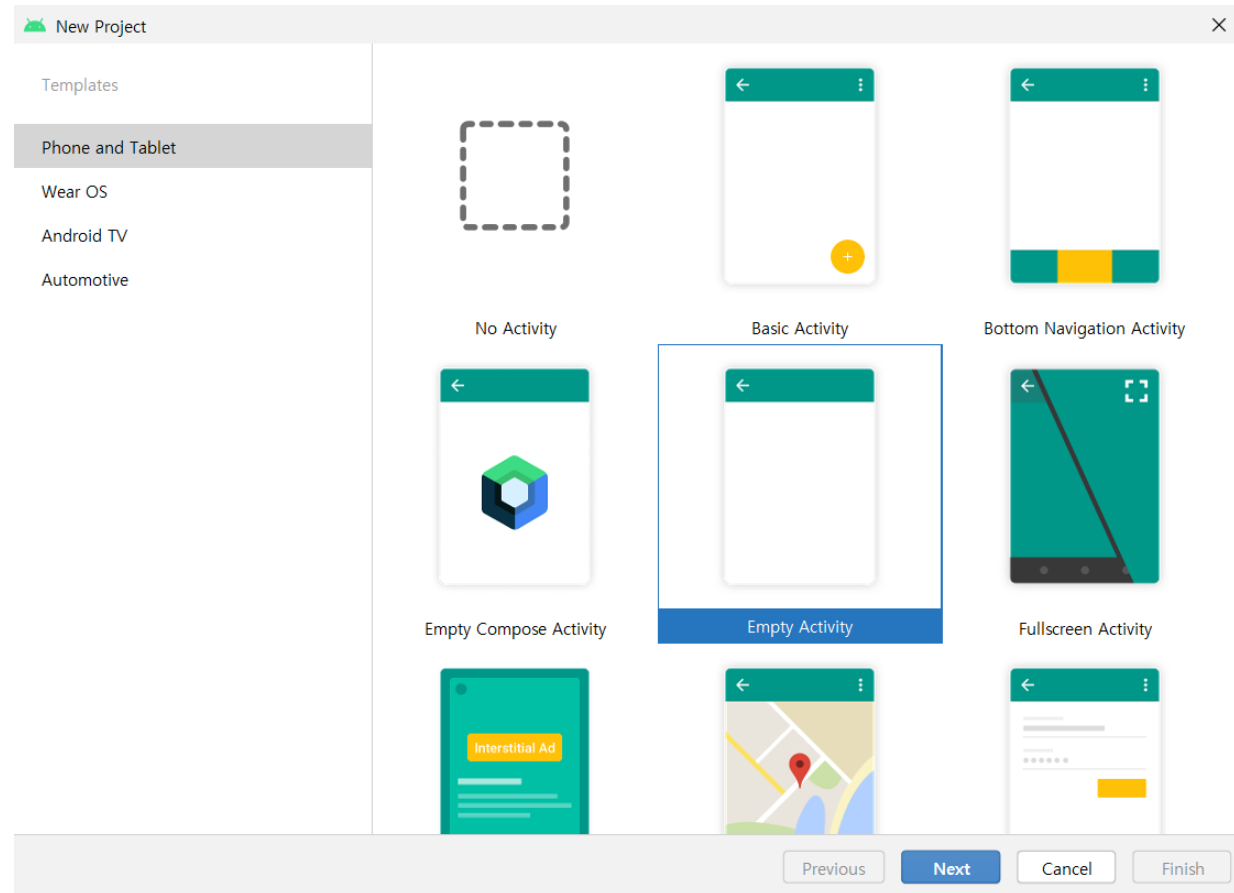 New Project
Templates
Phone and Tablet
Wear OS
Android TV
Automotive
No Activity
Basic Activity
Bottom Navigation Activity
Empty Compose Activity
Empty Activity
Fullscreen Activity
Interstitial Ad
Previous
Next
Cancel
Finish